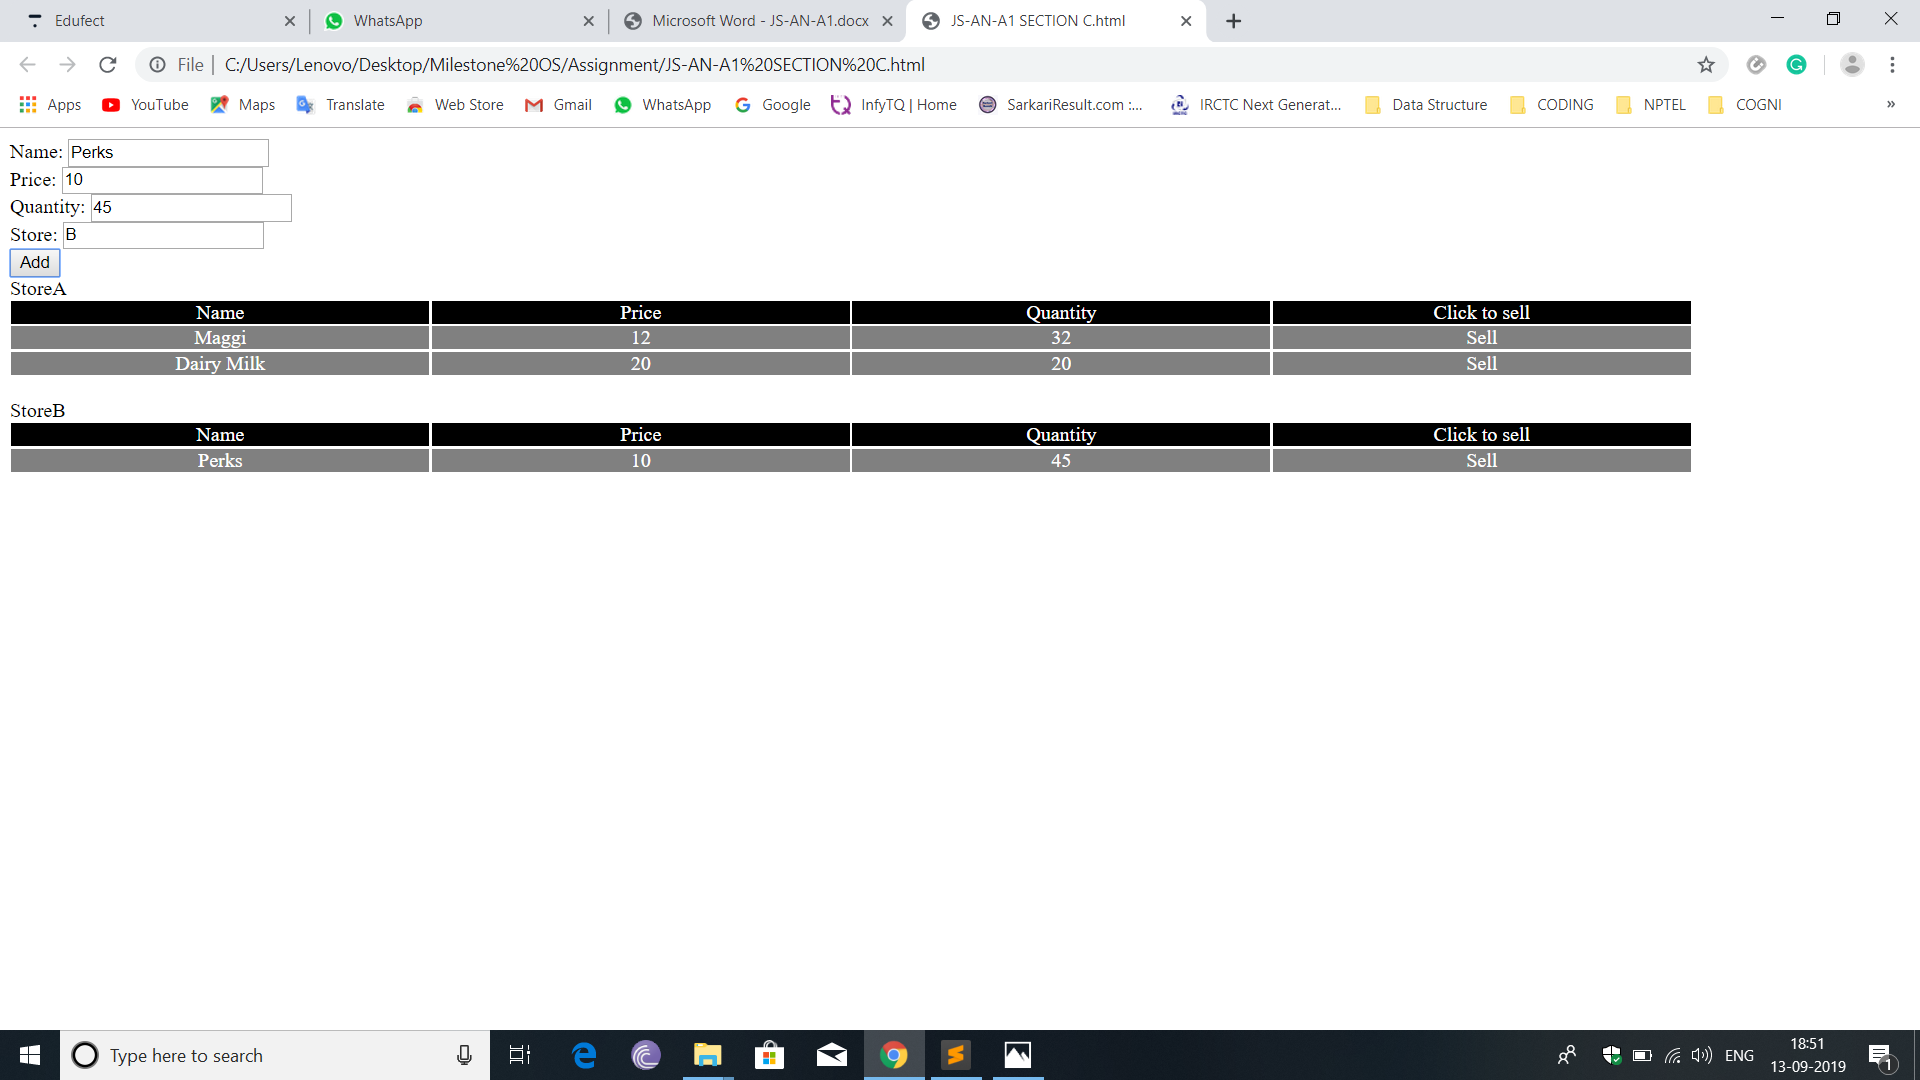 Edufect
WhatsApp
Microsoft Word - JS-AN-A1.docx
JS-AN-A1 SECTION C.html
File | C:/Users/Lenovo/Desktop/Milestone%20OS/Assignment/JS-AN-A1%20SECTION%20C.html
Apps YouTube Maps Translate Web Store Gmail WhatsApp Google InfyTQ | Home SarkariResult.com :... IRCTC Next Generat... Data Structure CODING NPTEL COGNI »
Name: Perks
Price: 10
Quantity: 45
Store: B
Add
StoreA
Name Price Quantity Click to sell
Maggi 12 32 Sell
Dairy Milk 20 20 Sell
StoreB
Name Price Quantity Click to sell
Perks 10 45 Sell
Type here to search
ENG
18:51
13-09-2019
1